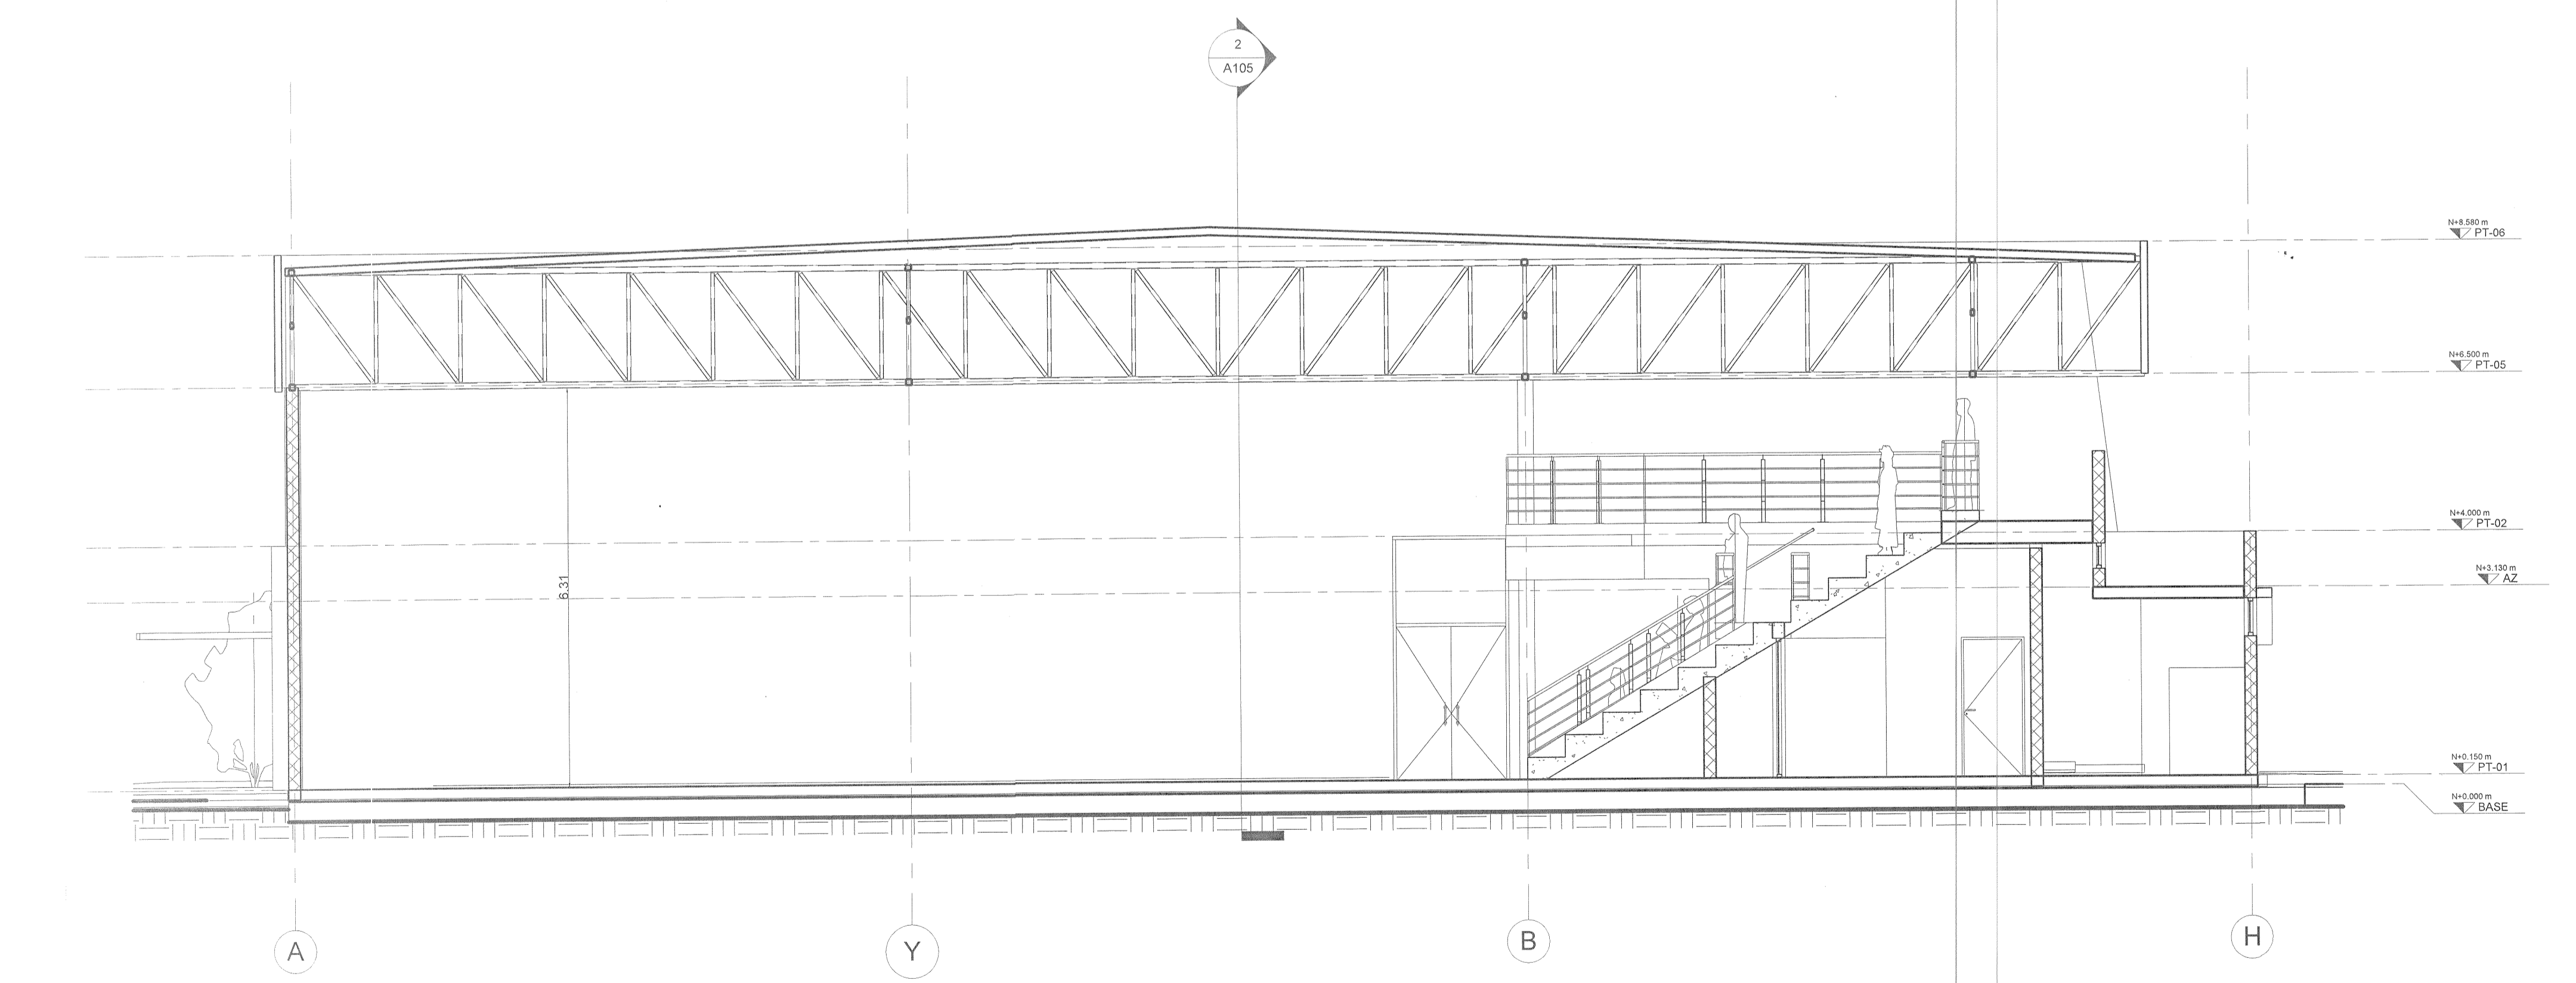 2
A105
N+8.580 m
PT-06
N+6.500 m
PT-05
N+4.000 m
PT-02
N+3.130 m
AZ
6.31
N+0.150 m
PT-01
N+0.000 m
BASE
A
Y
B
H